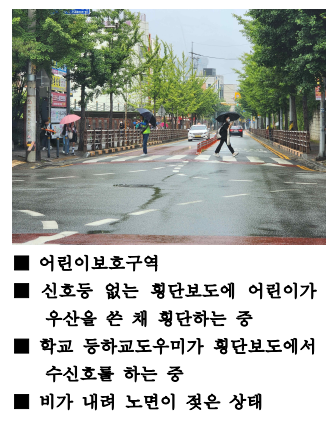 ■ 어린이보호구역
■ 신호등 없는 횡단보도에 어린이가
우산을 쓴 채 횡단하는 중
■ 학교 등하교도우미가 횡단보도에서
수신호를 하는 중
■ 비가 내려 노면이 젖은 상태